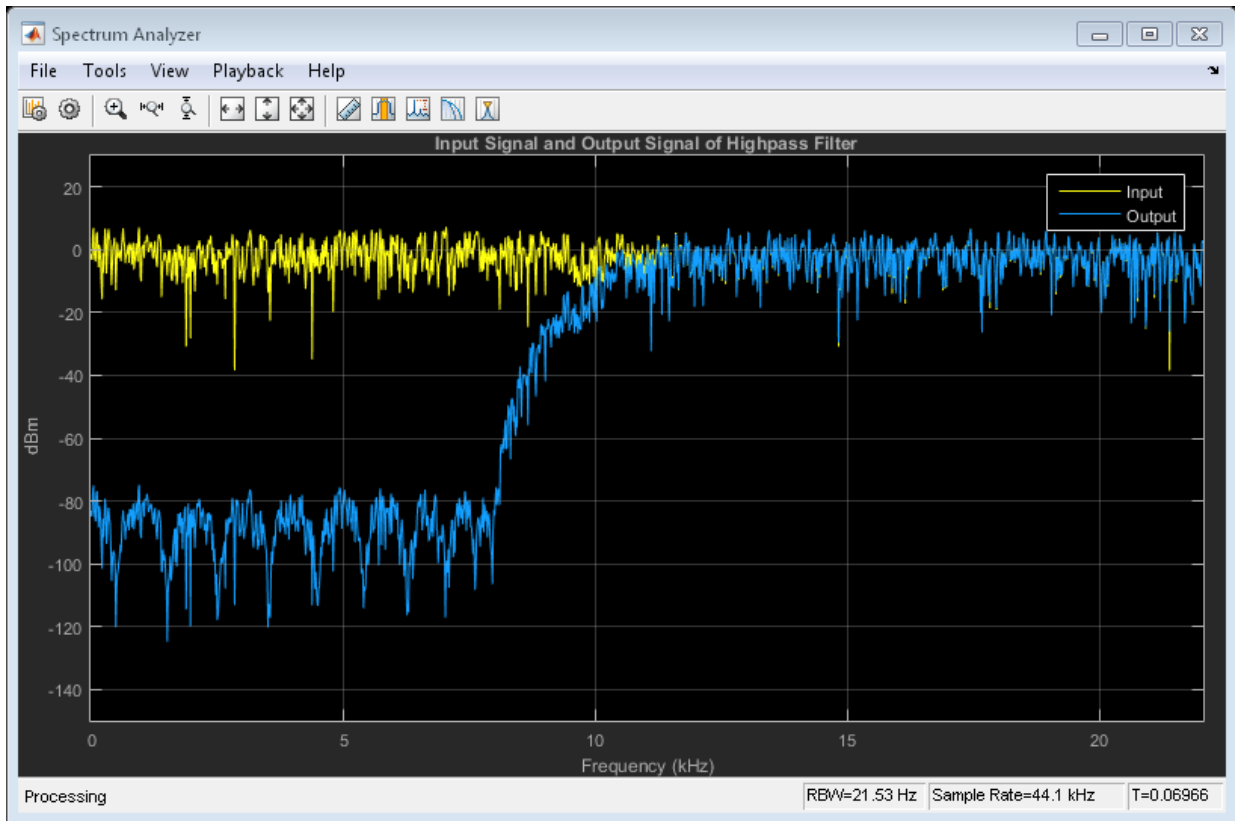 Spectrum Analyzer
File Tools View Playback Help
Input Signal and Output Signal of Highpass Filter
Input
Output
20
0
-20
-40
-60
-80
-100
-120
-140
dBm
0 5 10 15 20
Frequency (kHz)
Processing RBW=21.53 Hz Sample Rate=44.1 kHz T=0.06966